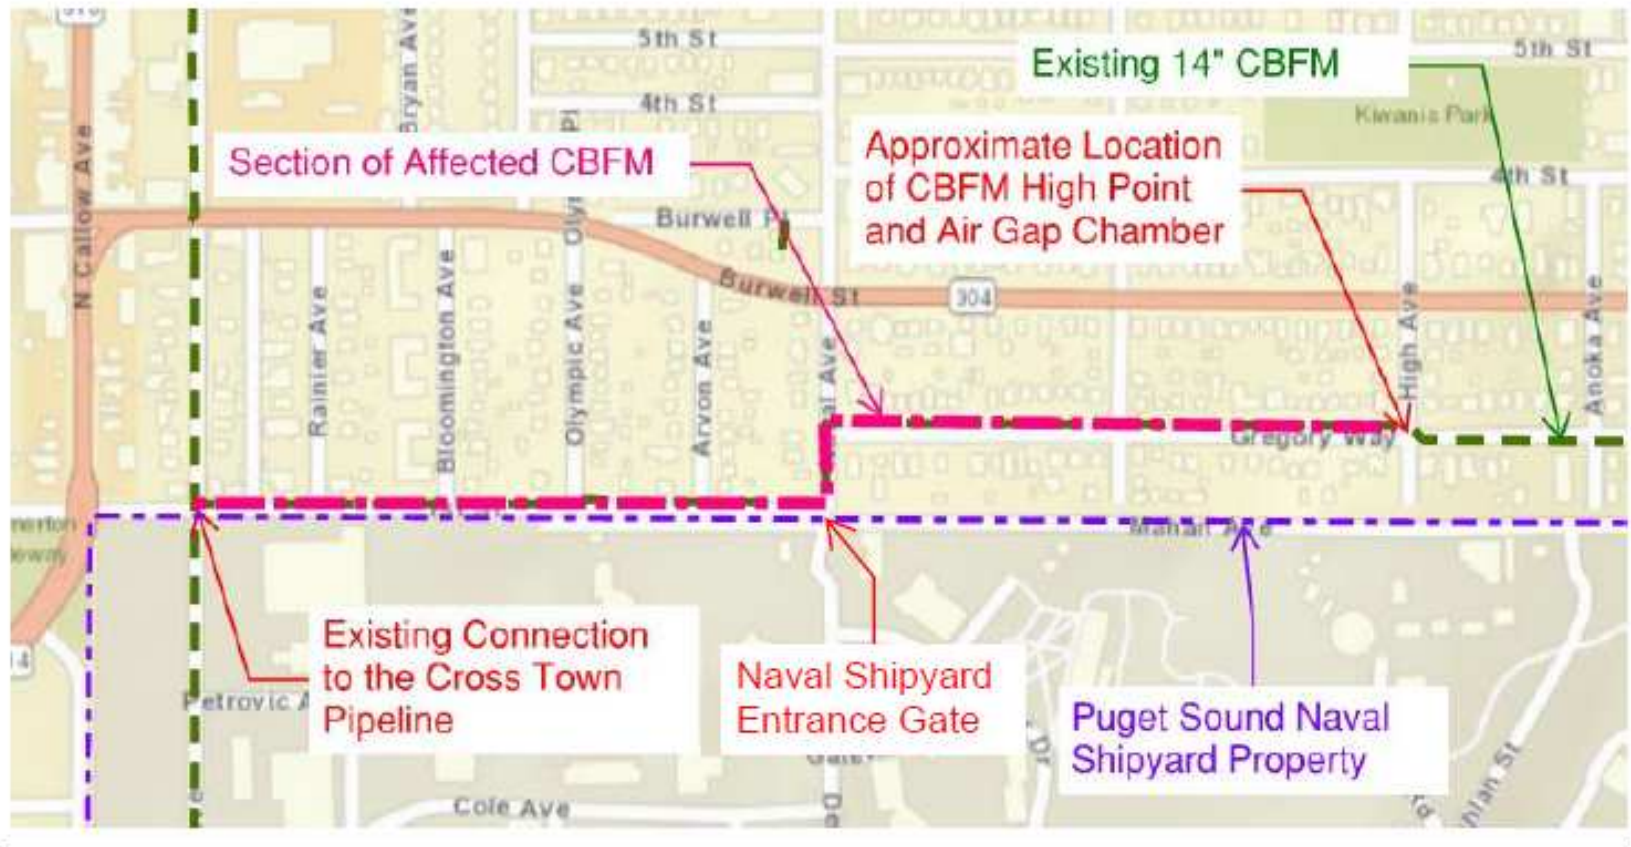 5th St
5th St
Existing 14" CBFM
4th St
Kiwanis Park
Bryan Ave
Approximate Location
of CBFM High Point
and Air Gap Chamber
Section of Affected CBFM
4th St
N Callow Ave
Burwell Pl
Burwell St
304
Rainier Ave
Bloomington Ave
Olympic Ave
Arvon Ave
High Ave
Anoka Ave
Gregory Way
Mahan Ave
Existing Connection
to the Cross Town
Pipeline
Naval Shipyard
Entrance Gate
Puget Sound Naval
Shipyard Property
Petrovic A
Cole Ave